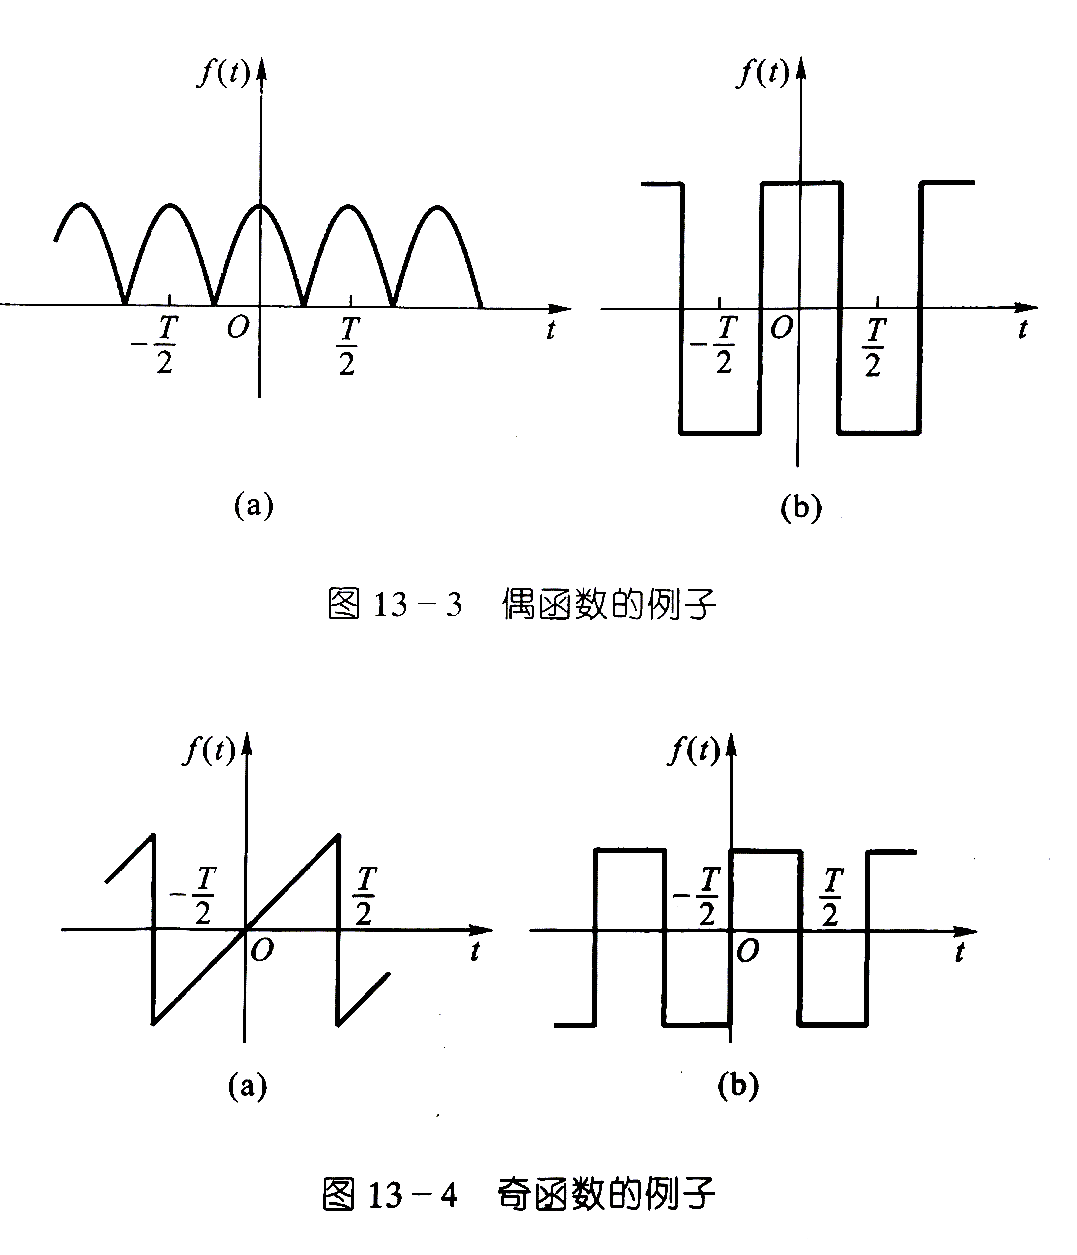 f(t)
f(t)
-T/2 O T/2 t
-T/2 O T/2 t
(a)
(b)
图 13-3 偶函数的例子
f(t)
f(t)
-T/2 T/2
-T/2 T/2
O t
O t
(a)
(b)
图 13-4 奇函数的例子